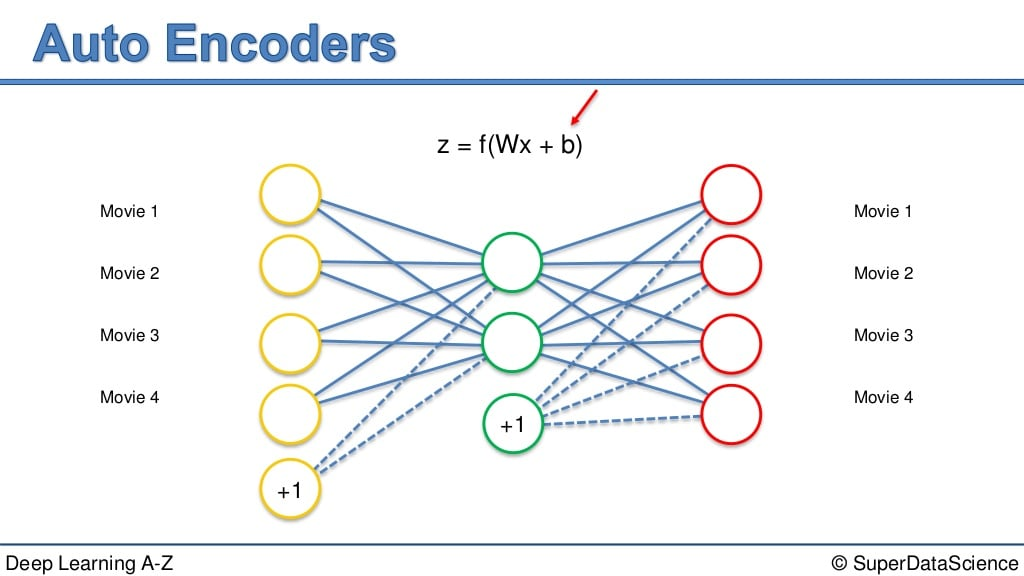 Auto Encoders
z = f(Wx + b)
Movie 1
Movie 2
Movie 3
Movie 4
+1
+1
Movie 1
Movie 2
Movie 3
Movie 4
Deep Learning A-Z
© SuperDataScience